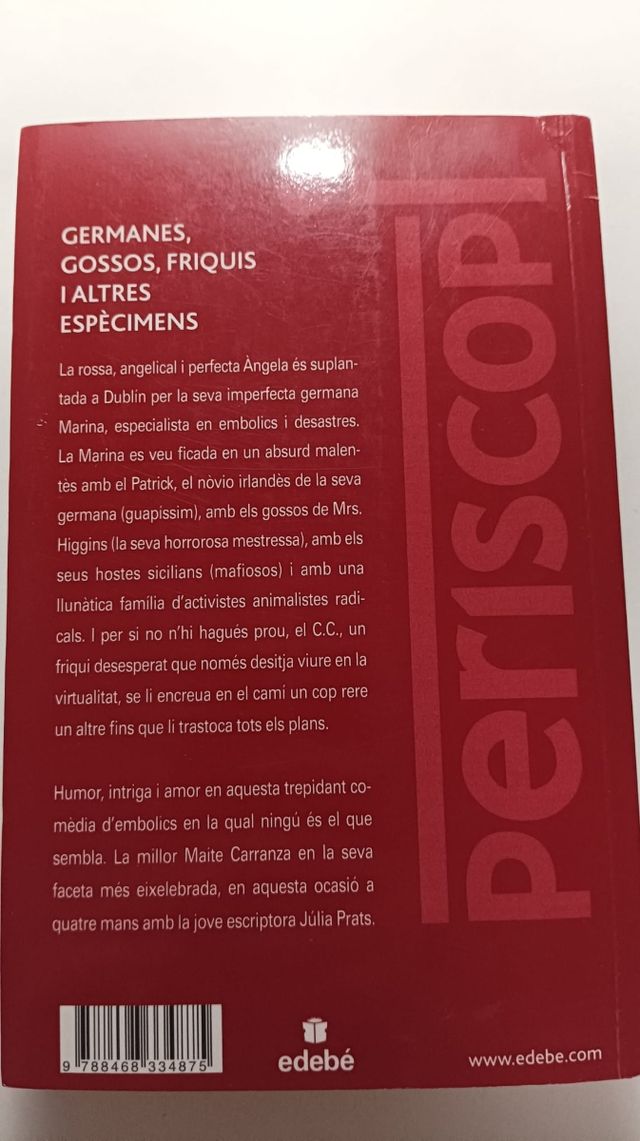 GERMANES,
GOSSOS, FRIQUIS
I ALTRES
ESPÈCIMENS
La rossa, angelical i perfecta Àngela és suplan-
tada a Dublín per la seva imperfecta germana
Marina, especialista en embolics i desastres.
La Marina es veu ficada en un absurd malen-
tès amb el Patrick, el nòvio irlandès de la seva
germana (guapíssim), amb els gossos de Mrs.
Higgins (la seva horrorosa mestressa), amb els
seus hostes sicilians (mafiosos) i amb una
llunàtica família d'activistes animalistes radi-
cals. I per si no n'hi hagués prou, el C.C., un
friqui desesperat que només desitja viure en la
virtualitat, se li encreua en el camí un cop rere
un altre fins que li trastoca tots els plans.
Humor, intriga i amor en aquesta trepidant co-
mèdia d'embolics en la qual ningú és el que
sembla. La millor Maite Carranza en la seva
faceta més eixelebrada, en aquesta ocasió a
quatre mans amb la jove escriptora Júlia Prats.
periscopi
9 788468 334875
edebé
www.edebe.com